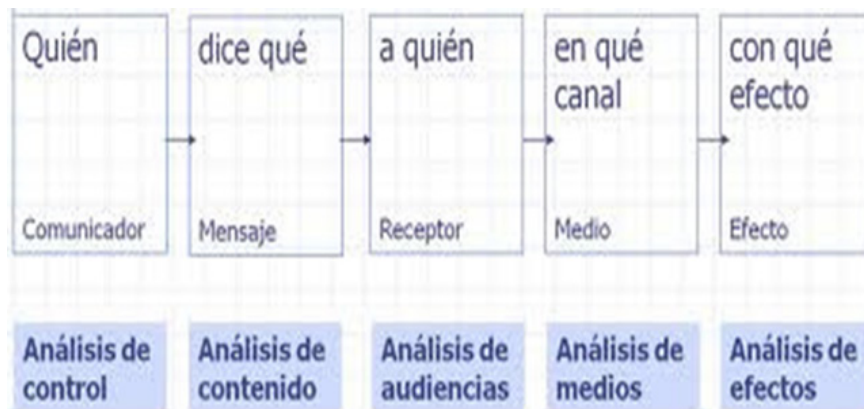 Quién
dice qué
a quién
en qué
canal
con qué
efecto
Comunicador
Mensaje
Receptor
Medio
Efecto
Análisis de
control
Análisis de
contenido
Análisis de
audiencias
Análisis de
medios
Análisis de
efectos